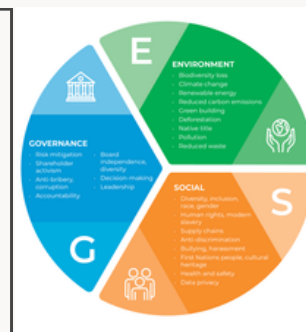 E
ENVIRONMENT
Biodiversity loss
Climate change
Renewable energy
Reduced carbon emissions
Green building
Deforestation
Native title
Pollution
Reduced waste
GOVERNANCE
Risk mitigation
Shareholder
activism
Anti-bribery,
corruption
Accountability
Board
independence,
diversity
Decision-making
Leadership
G
SOCIAL
Diversity, inclusion,
race, gender
Human rights, modern
slavery
Supply chains
Anti-discrimination
Bullying, harassment
First Nations people, cultural
heritage
Health and safety
Data privacy
S